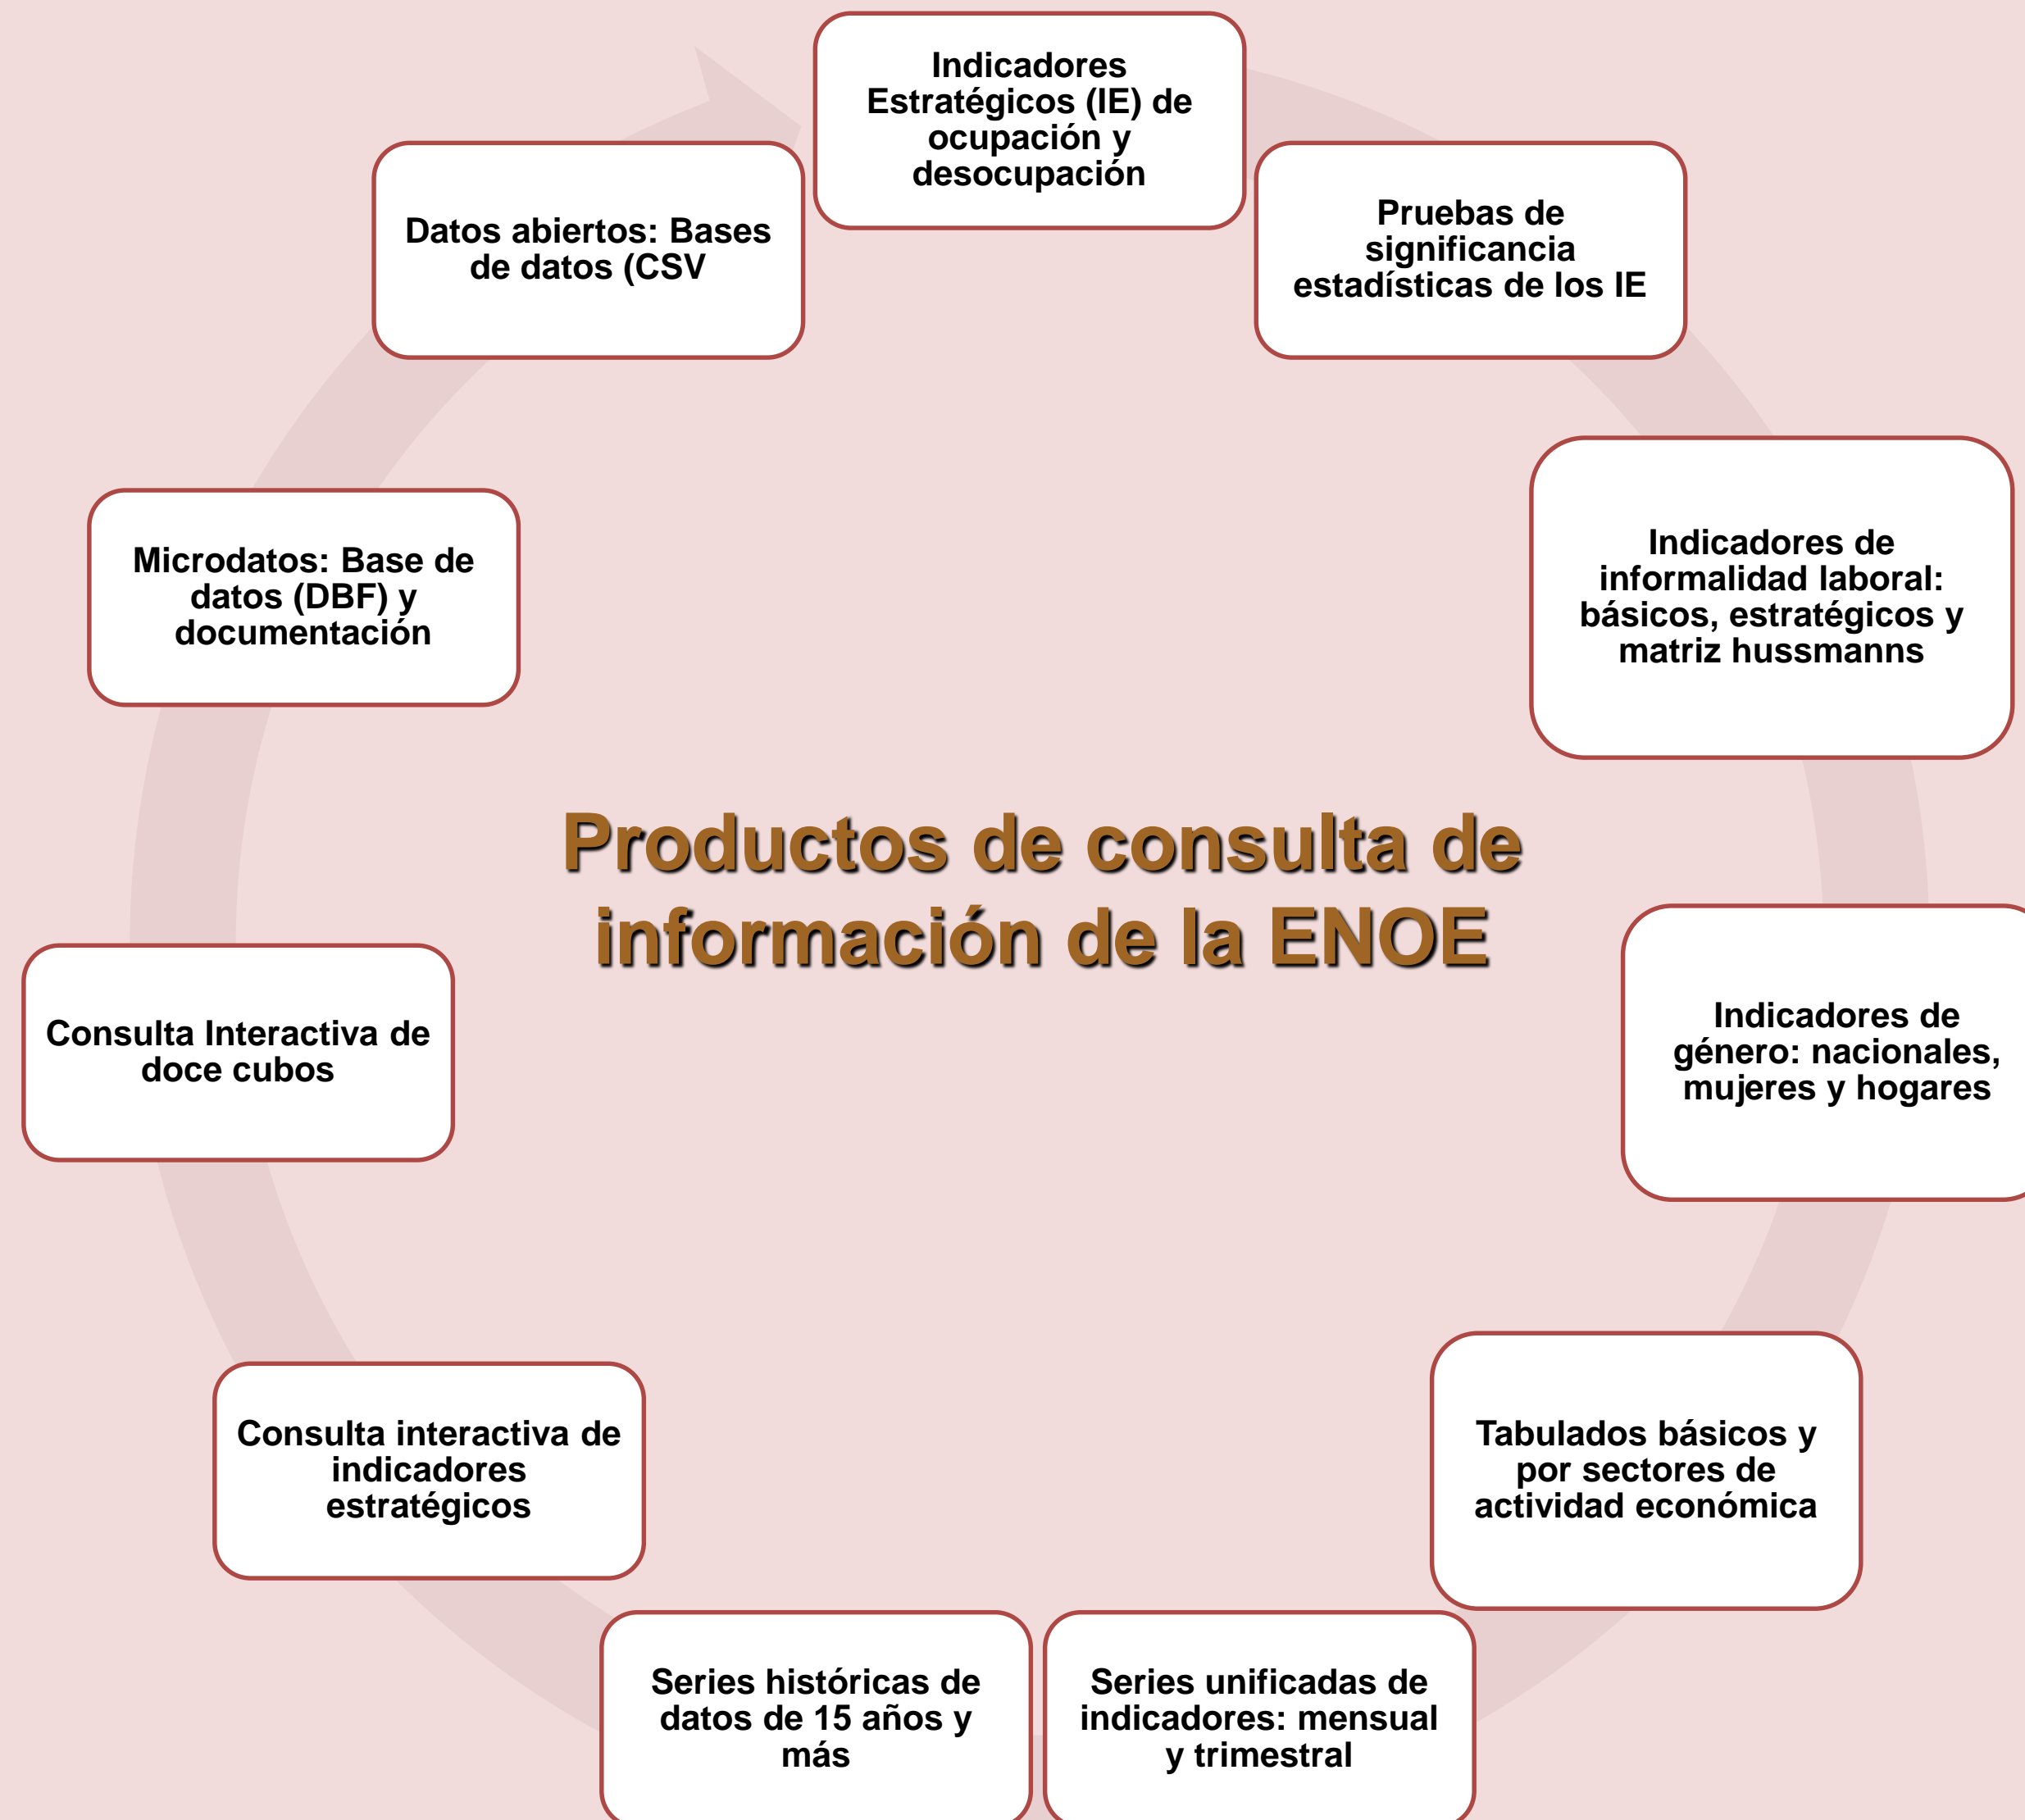 Indicadores
Estratégicos (IE) de
ocupación y
desocupación
Pruebas de
significancia
estadísticas de los IE
Indicadores de
informalidad laboral:
básicos, estratégicos y
matriz hussmanns
Indicadores de
género: nacionales,
mujeres y hogares
Tabulados básicos y
por sectores de
actividad económica
Series unificadas de
indicadores: mensual
y trimestral
Series históricas de
datos de 15 años y
más
Consulta interactiva de
indicadores
estratégicos
Consulta Interactiva de
doce cubos
Microdatos: Base de
datos (DBF) y
documentación
Datos abiertos: Bases
de datos (CSV
Productos de consulta de
información de la ENOE